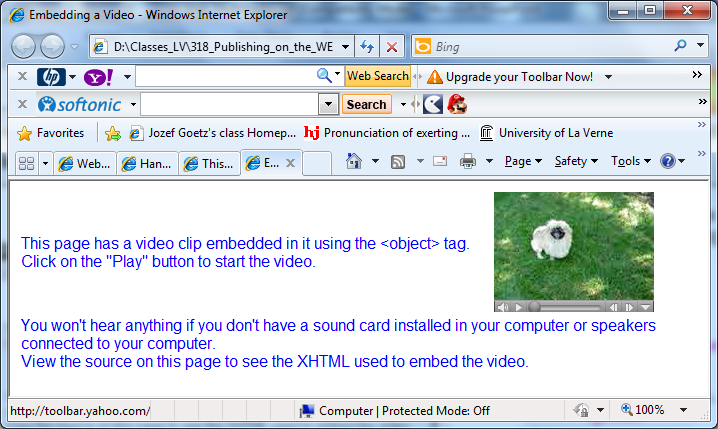 Embedding a Video - Windows Internet Explorer
D:\Classes_LV\318_Publishing_on_the_WE
Bing
hp Y! Web Search Upgrade your Toolbar Now! »
softonic Search
Favorites Jozef Goetz's class Homep... hj Pronunciation of exerting ... University of La Verne »
Web... Han... This... E... Page Safety Tools »
This page has a video clip embedded in it using the <object> tag.
Click on the "Play" button to start the video.
You won't hear anything if you don't have a sound card installed in your computer or speakers
connected to your computer.
View the source on this page to see the XHTML used to embed the video.
http://toolbar.yahoo.com/ Computer | Protected Mode: Off 100%